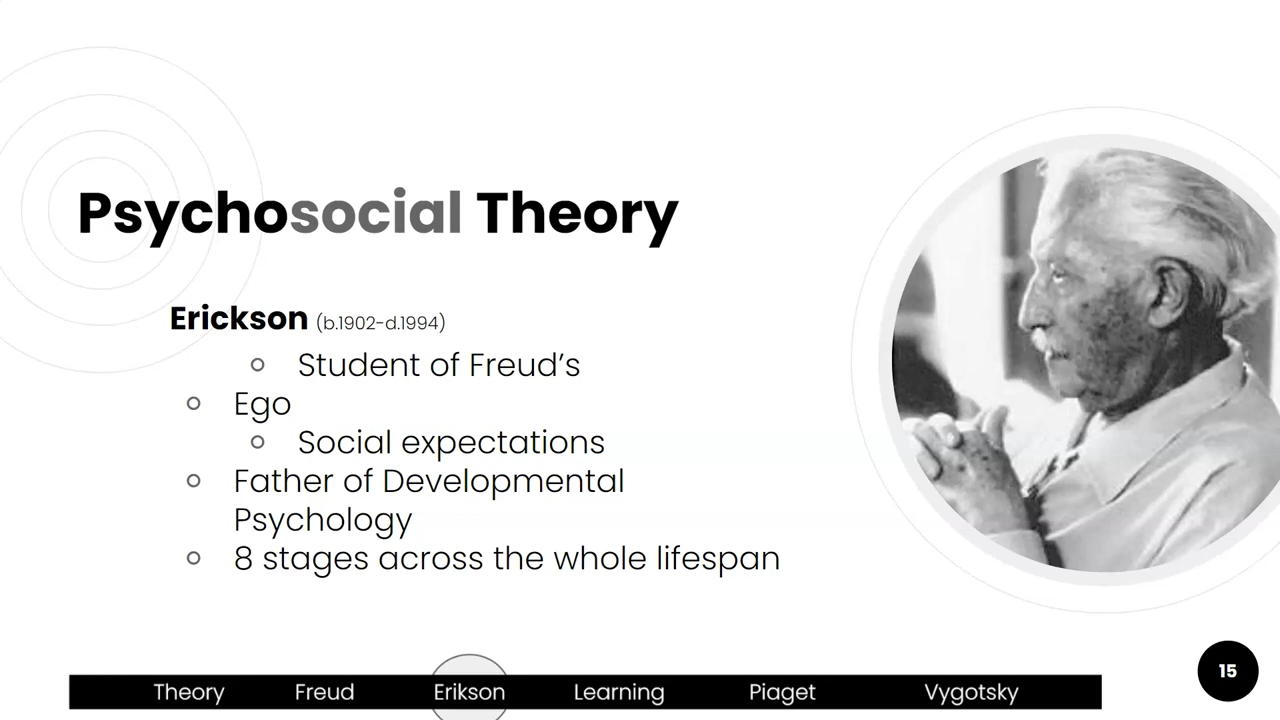 Psychosocial Theory
Erickson (b.1902-d.1994)
Student of Freud’s
Ego
Social expectations
Father of Developmental
Psychology
8 stages across the whole lifespan
Theory Freud Erikson Learning Piaget Vygotsky
15